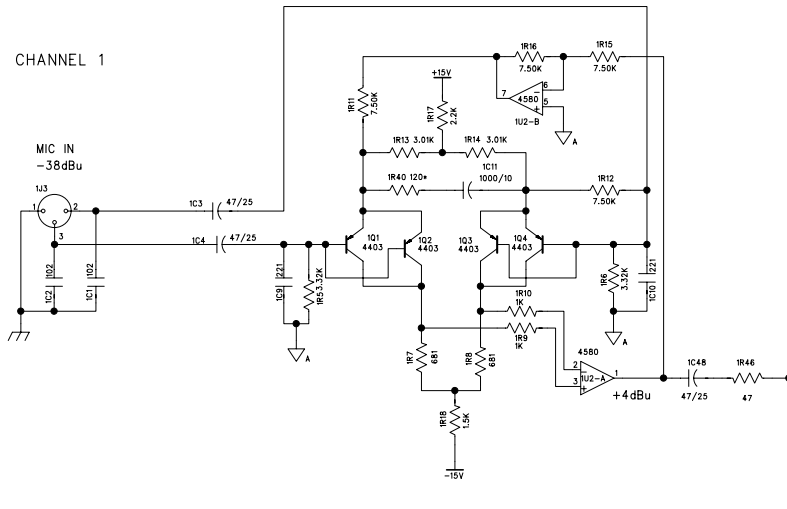 CHANNEL 1
MIC IN
-38dBu
1J3
1
2
3
102
1C2
102
1C1
1C3
47/25
1C4
47/25
221
1C9
1R5
3.32K
A
1R11
7.50K
+15V
1R17
2.2K
1R13 3.01K
1R14 3.01K
1R40 120*
1C11
1000/10
1R16
7.50K
1R15
7.50K
7
4580
6
5
1U2-B
A
1R12
7.50K
1Q1
4403
1Q2
4403
1Q3
4403
1Q4
4403
1R6
3.32K
221
1C10
A
1R10
1K
1R9
1K
1R7
681
1R8
681
1R18
1.5K
-15V
4580
2
3
1U2-A
1
+4dBu
1C48
47/25
1R46
47